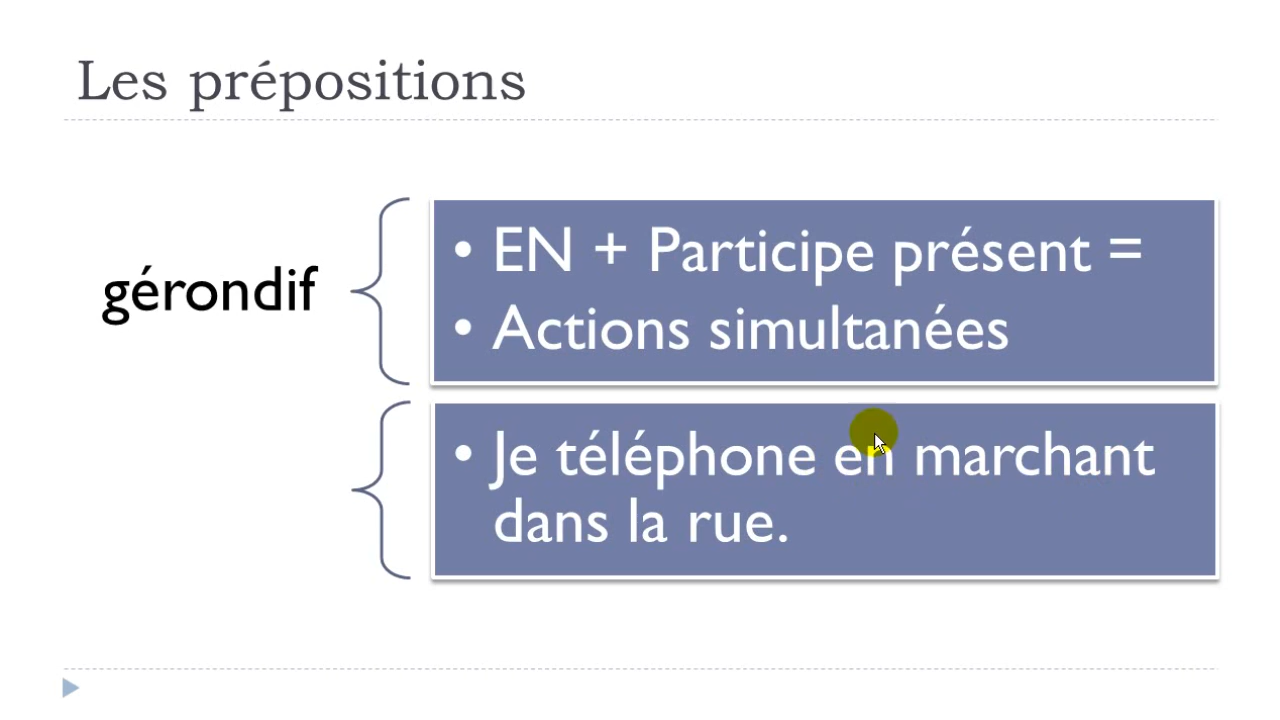 Les prépositions
gérondif
• EN + Participe présent =
• Actions simultanées
• Je téléphone en marchant
dans la rue.